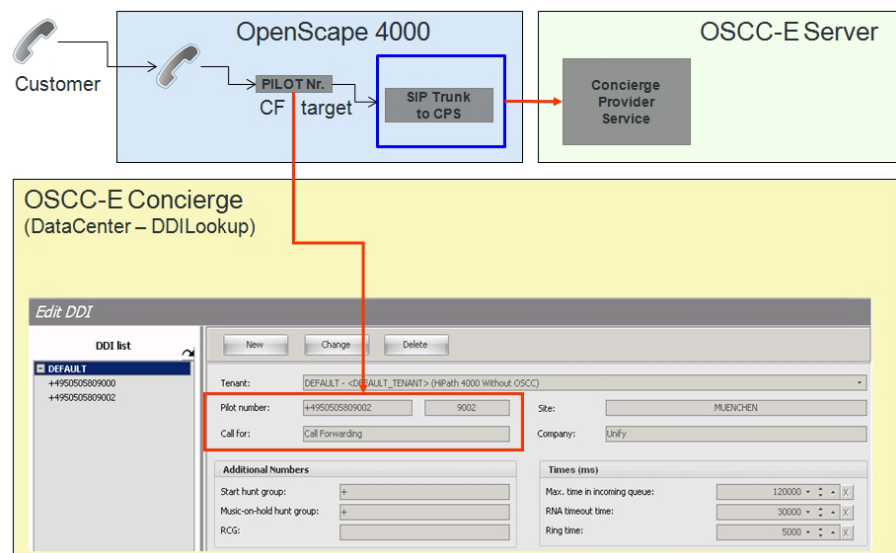 OpenScape 4000
OSCC-E Server
Customer
PILOT Nr.
CF target
SIP Trunk
to CPS
Concierge
Provider
Service
OSCC-E Concierge
(DataCenter – DDILookup)
Edit DDI
DDI list
DEFAULT
+4950505809000
+4950505809002
New Change Delete
Tenant: DEFAULT - <DEFAULT_TENANT> (HiPath 4000 Without OSCC)
Pilot number: +4950505809002 9002 Site: MUENCHEN
Call for: Call Forwarding Company: Unify
Additional Numbers Times (ms)
Start hunt group: + Max. time in incoming queue: 120000 X
Music-on-hold hunt group: + RNA timeout time: 30000 X
RCG: Ring time: 5000 X